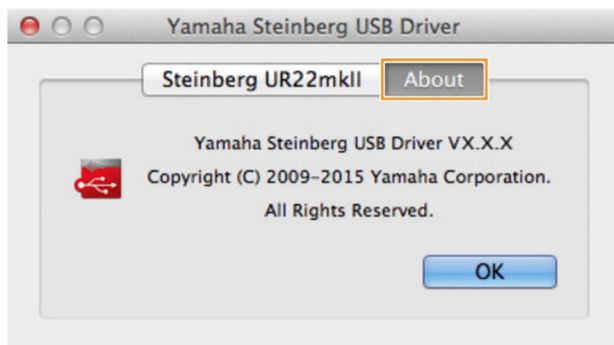 Yamaha Steinberg USB Driver
Steinberg UR22mkII About
Yamaha Steinberg USB Driver VX.X.X
Copyright (C) 2009–2015 Yamaha Corporation.
All Rights Reserved.
OK